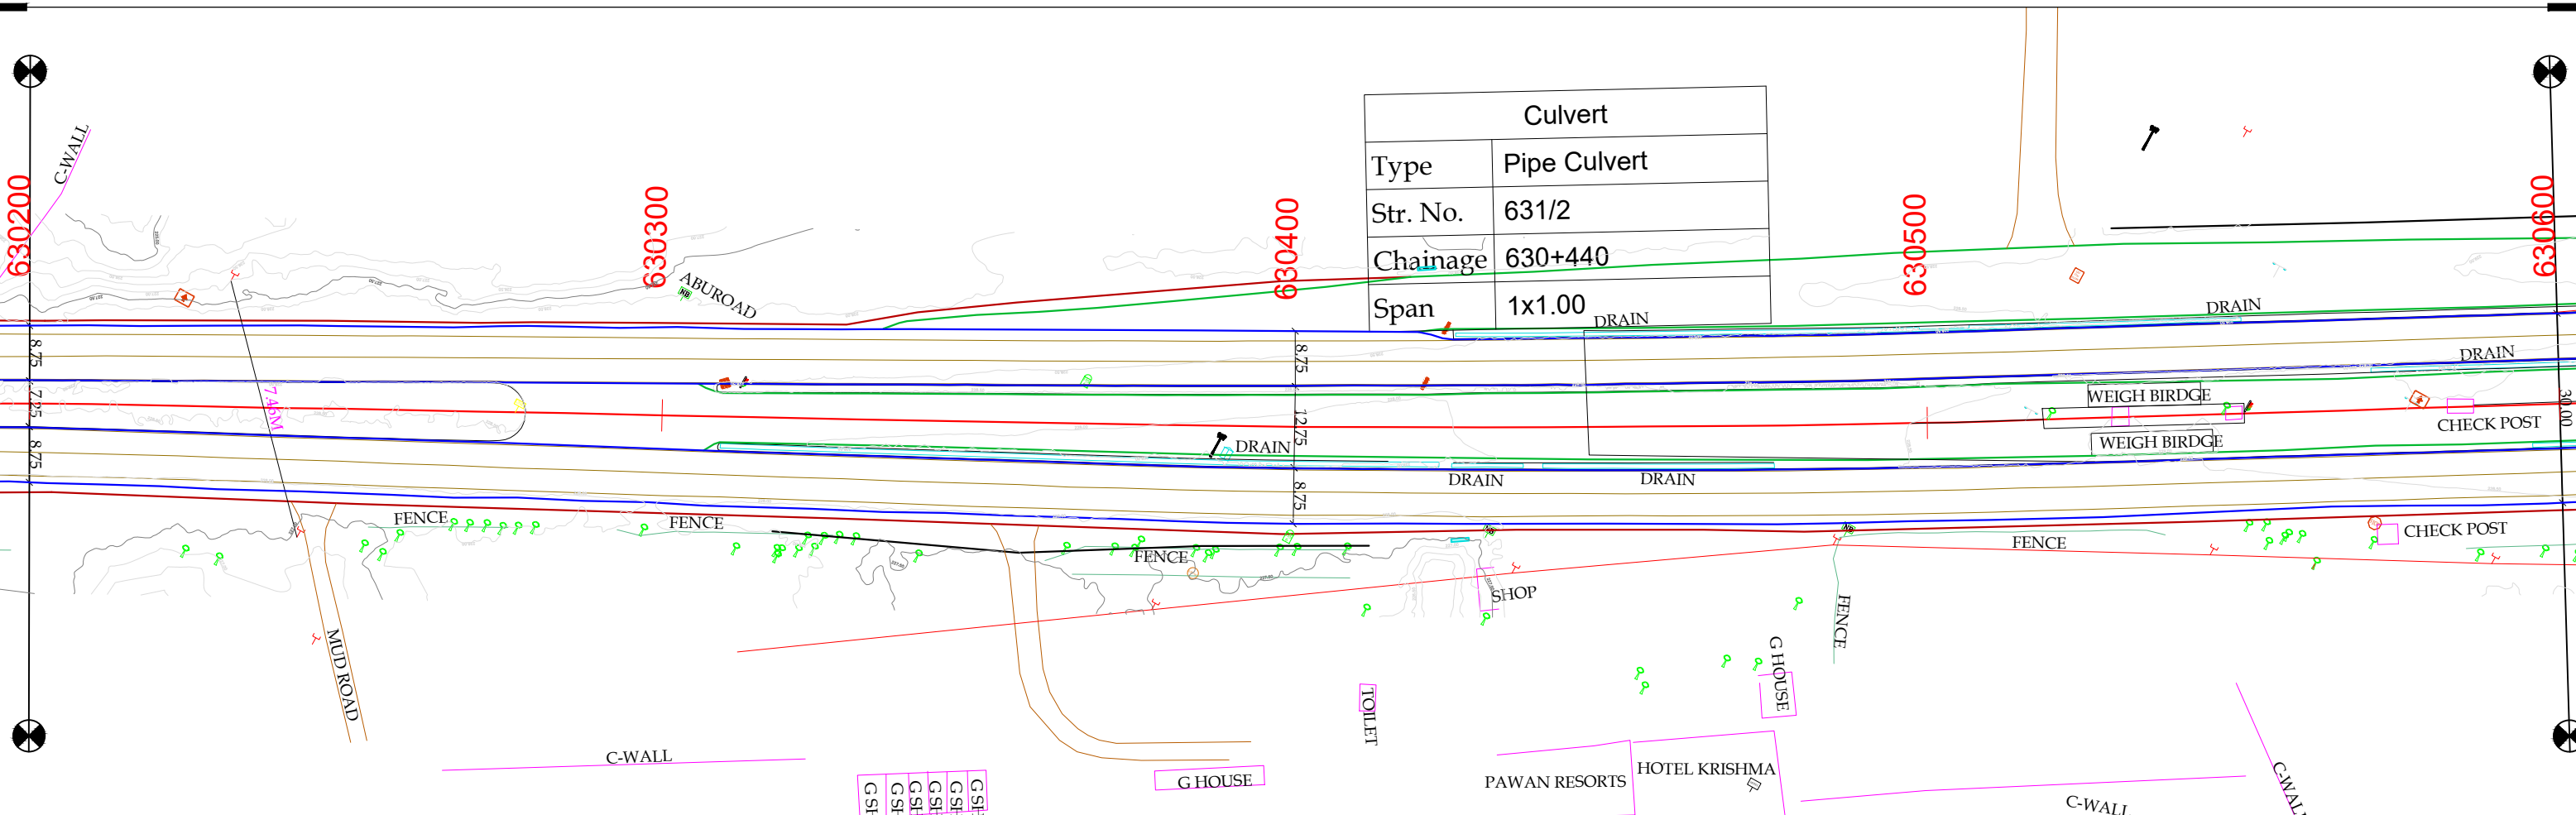 Culvert
Type Pipe Culvert
Str. No. 631/2
Chainage 630+440
Span 1x1.00
630200
630300
630400
630500
630600
C-WALL
ABUROAD
DRAIN
DRAIN
DRAIN
8.75
7.25
8.75
7.46M
8.75
12.75
8.75
30.00
WEIGH BIRDGE
WEIGH BIRDGE
CHECK POST
DRAIN
DRAIN
DRAIN
FENCE
FENCE
FENCE
FENCE
CHECK POST
SHOP
FENCE
MUD ROAD
G HOUSE
TOILET
C-WALL
G HOUSE
PAWAN RESORTS
HOTEL KRISHMA
C-WALL
C-WALL